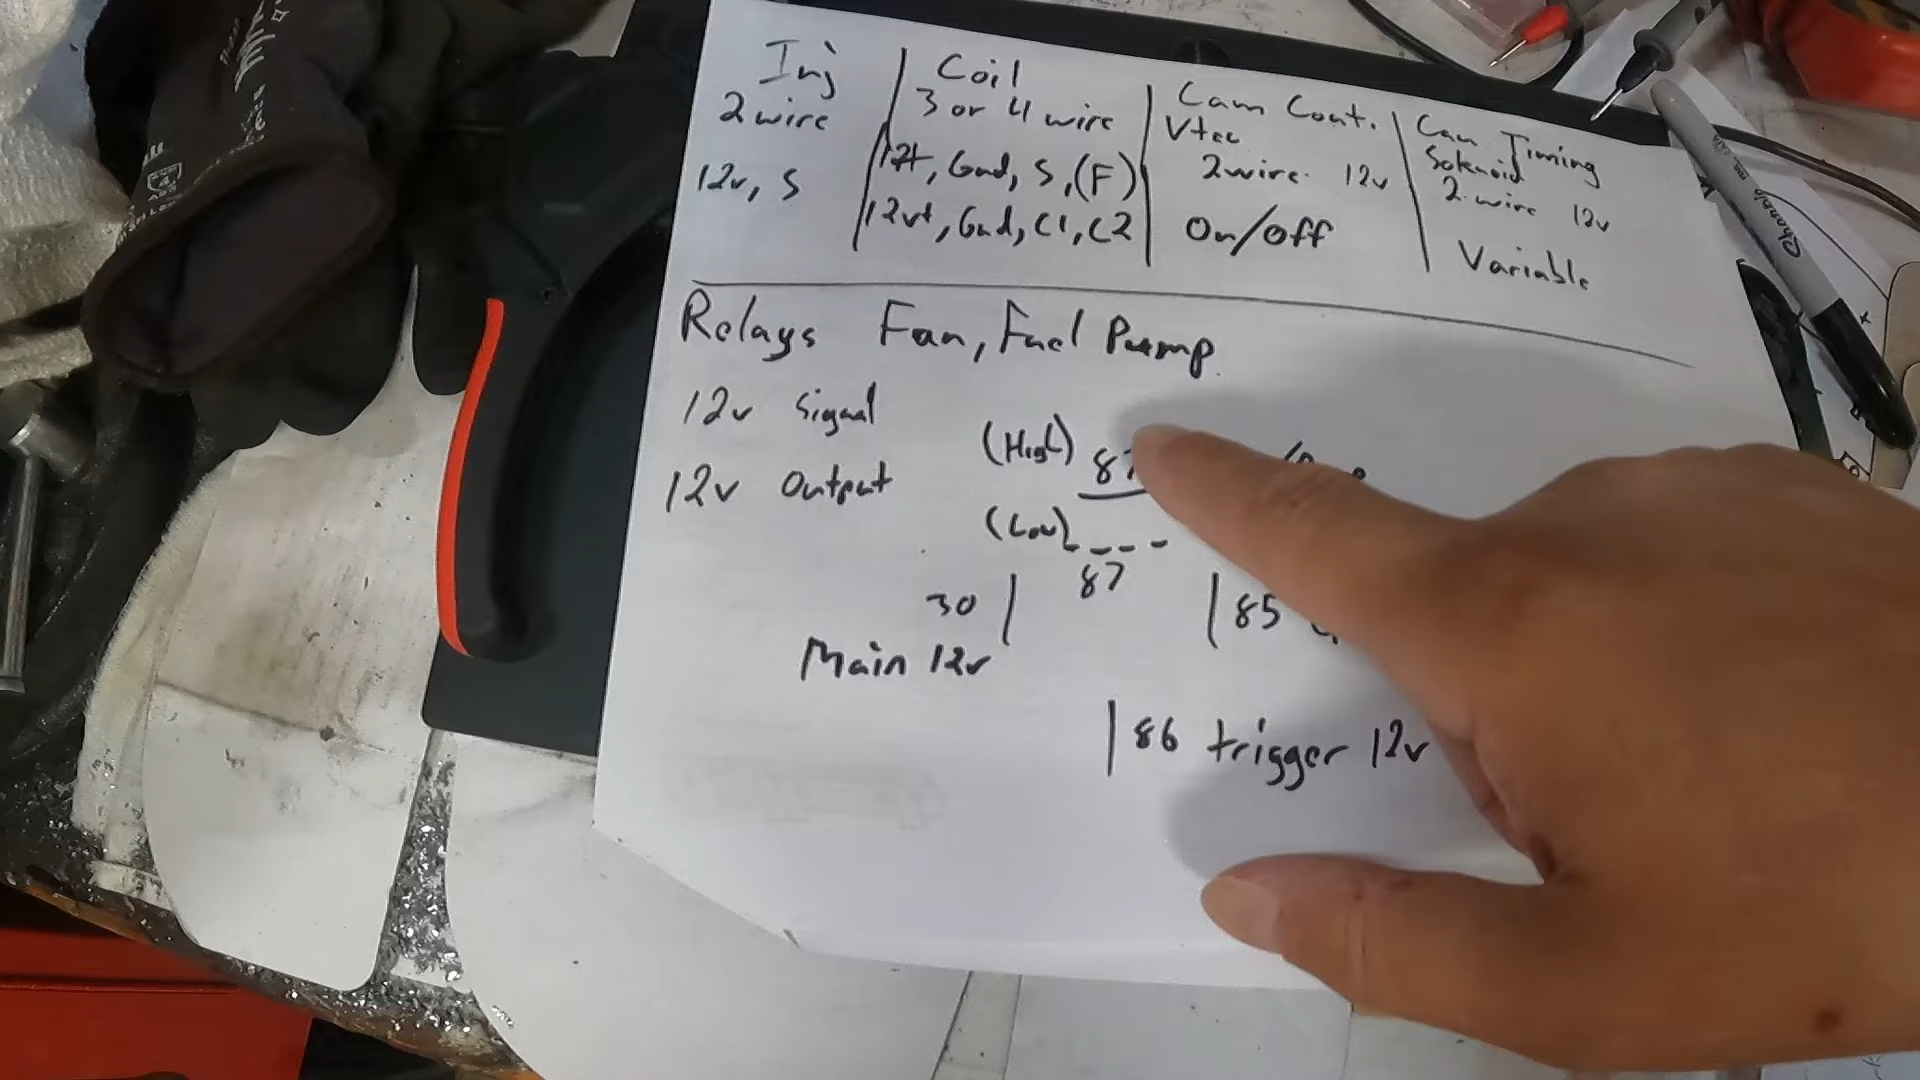 Inj
2 wire
12v, S
Coil
3 or 4 wire
12+, Gnd, S, (F)
12v+, Gnd, C1, C2
Cam Cont.
Vtec
2 wire 12v
On/Off
Cam Timing
Solenoid
2 wire 12v
Variable
Relays Fan, Fuel Pump
12v Signal
12v Output
(High) 87
(Low)
87
30
Main 12v
85
86 trigger 12v